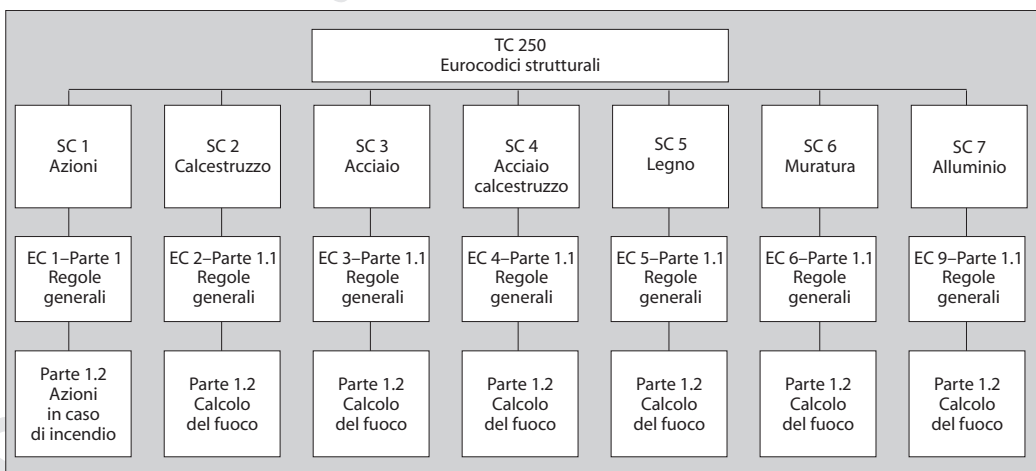 TC 250
Eurocodici strutturali
SC 1
Azioni
SC 2
Calcestruzzo
SC 3
Acciaio
SC 4
Acciaio
calcestruzzo
SC 5
Legno
SC 6
Muratura
SC 7
Alluminio
EC 1–Parte 1
Regole
generali
EC 2–Parte 1.1
Regole
generali
EC 3–Parte 1.1
Regole
generali
EC 4–Parte 1.1
Regole
generali
EC 5–Parte 1.1
Regole
generali
EC 6–Parte 1.1
Regole
generali
EC 9–Parte 1.1
Regole
generali
Parte 1.2
Azioni
in caso
di incendio
Parte 1.2
Calcolo
del fuoco
Parte 1.2
Calcolo
del fuoco
Parte 1.2
Calcolo
del fuoco
Parte 1.2
Calcolo
del fuoco
Parte 1.2
Calcolo
del fuoco
Parte 1.2
Calcolo
del fuoco